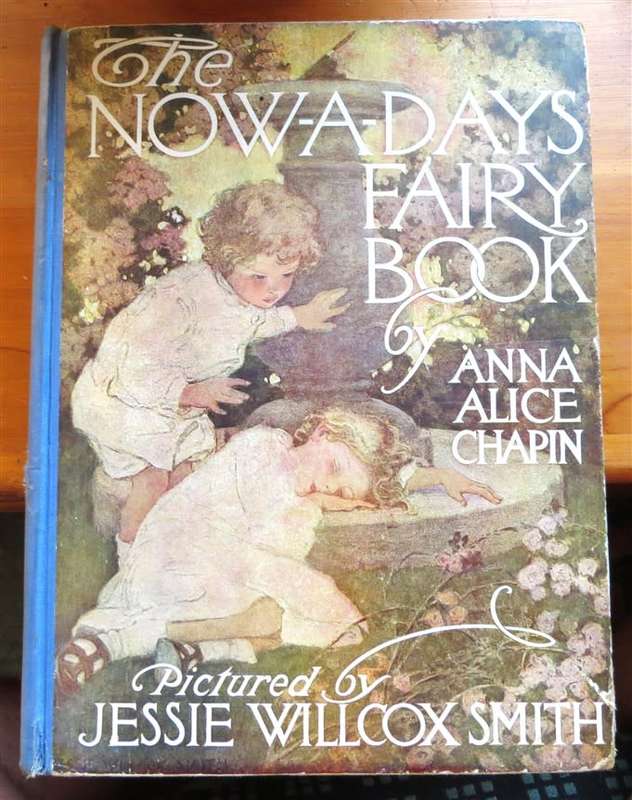 The
NOW-A-DAYS
FAIRY
BOOK
by
ANNA
ALICE
CHAPIN
Pictured by
JESSIE WILLCOX SMITH